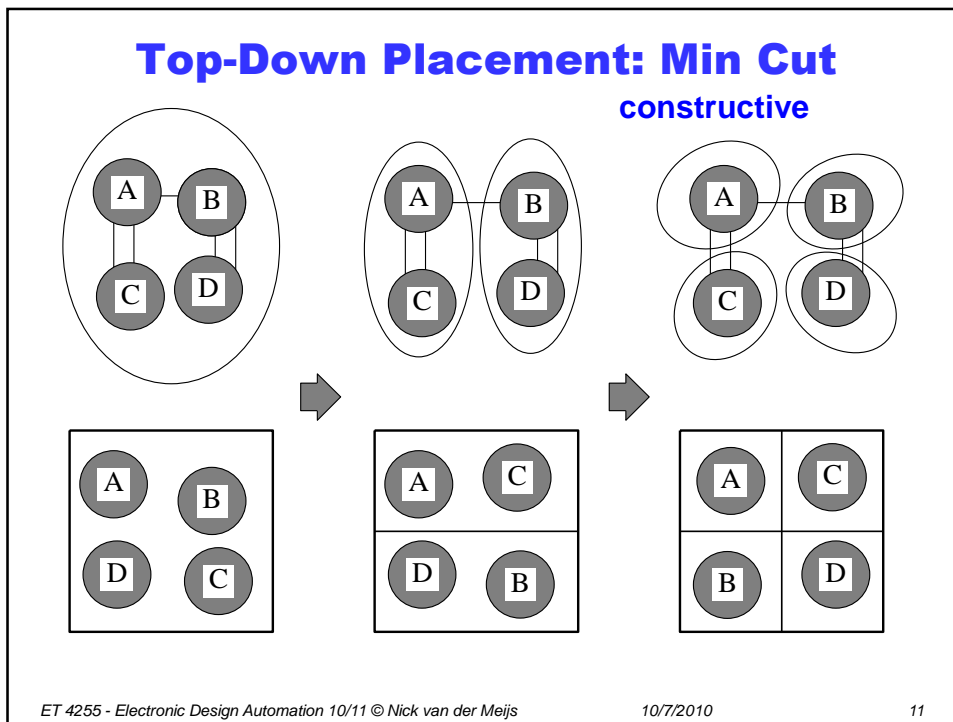 Top-Down Placement: Min Cut
constructive
A B
C D
A B
C D
A B
C D
A B
D C
A C
D B
A C
B D
ET 4255 - Electronic Design Automation 10/11 © Nick van der Meijs 10/7/2010 11